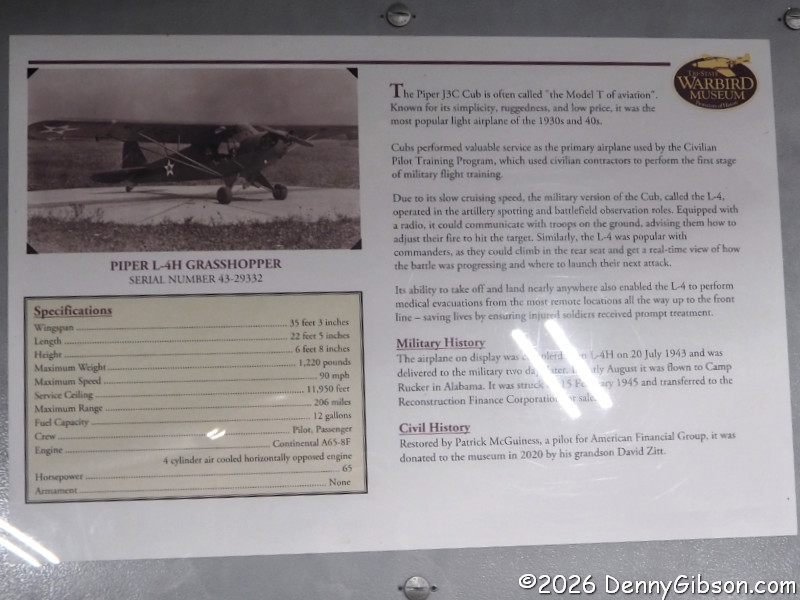 TRI-STATE
WARBIRD
MUSEUM
The Piper J3C Cub is often called "the Model T of aviation".
Known for its simplicity, ruggedness, and low price, it was the
most popular light airplane of the 1930s and 40s.
Cubs performed valuable service as the primary airplane used by the Civilian
Pilot Training Program, which used civilian contractors to perform the first stage
of military flight training.
Due to its slow cruising speed, the military version of the Cub, called the L-4,
operated in the artillery spotting and battlefield observation roles. Equipped with
a radio, it could communicate with troops on the ground, advising them how to
adjust their fire to hit the target. Similarly, the L-4 was popular with
commanders, as they could climb in the rear seat and get a real-time view of how
the battle was progressing and where to launch their next attack.
Its ability to take off and land nearly anywhere also enabled the L-4 to perform
medical evacuations from the most remote locations all the way up to the front
line – saving lives by ensuring injured soldiers received prompt treatment.
Military History
The airplane on display was L-4H on 20 July 1943 and was
delivered to the military two days later. August it was flown to Camp
Rucker in Alabama. It was struck 15 February 1945 and transferred to the
Reconstruction Finance Corporation for sale.
Civil History
Restored by Patrick McGuiness, a pilot for American Financial Group, it was
donated to the museum in 2020 by his grandson David Zitt.
PIPER L-4H GRASSHOPPER
SERIAL NUMBER 43-29332
Specifications
Wingspan 35 feet 3 inches
Length 22 feet 5 inches
Height 6 feet 8 inches
Maximum Weight 1,220 pounds
Maximum Speed 90 mph
Service Ceiling 11,950 feet
Maximum Range 206 miles
Fuel Capacity 12 gallons
Crew Pilot, Passenger
Engine Continental A65-8F
4 cylinder air cooled horizontally opposed engine
Horsepower 65
Armament None
©2026 DennyGibson.com